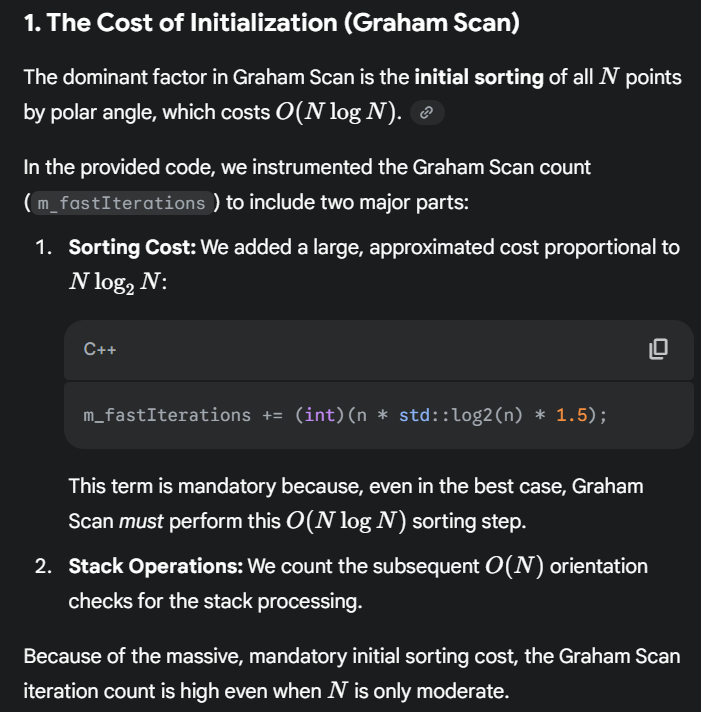 1. The Cost of Initialization (Graham Scan)
The dominant factor in Graham Scan is the initial sorting of all N points
by polar angle, which costs O(N log N).
In the provided code, we instrumented the Graham Scan count
(m_fastIterations) to include two major parts:
1. Sorting Cost: We added a large, approximated cost proportional to
N log₂ N:
C++
m_fastIterations += (int)(n * std::log2(n) * 1.5);
This term is mandatory because, even in the best case, Graham
Scan must perform this O(N log N) sorting step.
2. Stack Operations: We count the subsequent O(N) orientation
checks for the stack processing.
Because of the massive, mandatory initial sorting cost, the Graham Scan
iteration count is high even when N is only moderate.